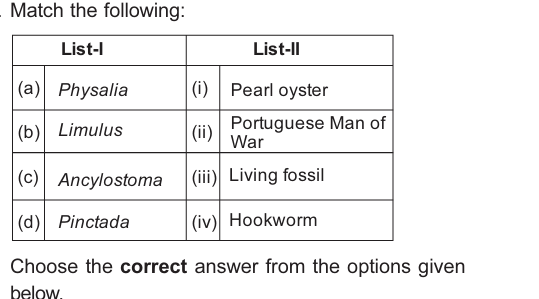 . Match the following:
List-I List-II
(a) Physalia (i) Pearl oyster
(b) Limulus (ii) Portuguese Man of War
(c) Ancylostoma (iii) Living fossil
(d) Pinctada (iv) Hookworm
Choose the correct answer from the options given
below.